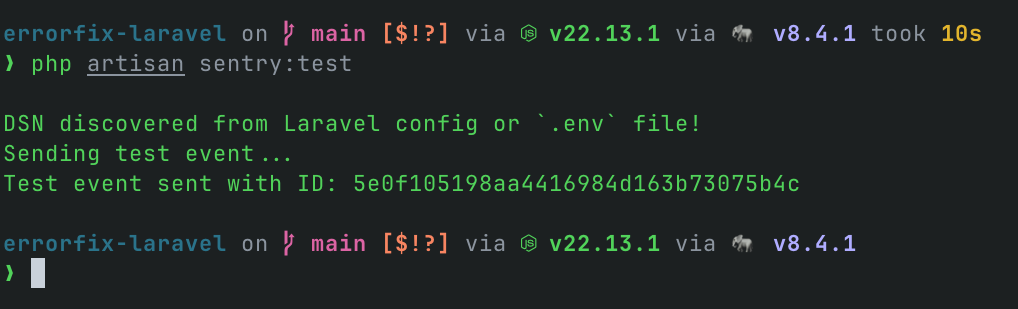 errorfix-laravel on main [$!?] via v22.13.1 via v8.4.1 took 10s
❯ php artisan sentry:test
DSN discovered from Laravel config or `.env` file!
Sending test event...
Test event sent with ID: 5e0f105198aa4416984d163b73075b4c
errorfix-laravel on main [$!?] via v22.13.1 via v8.4.1
❯